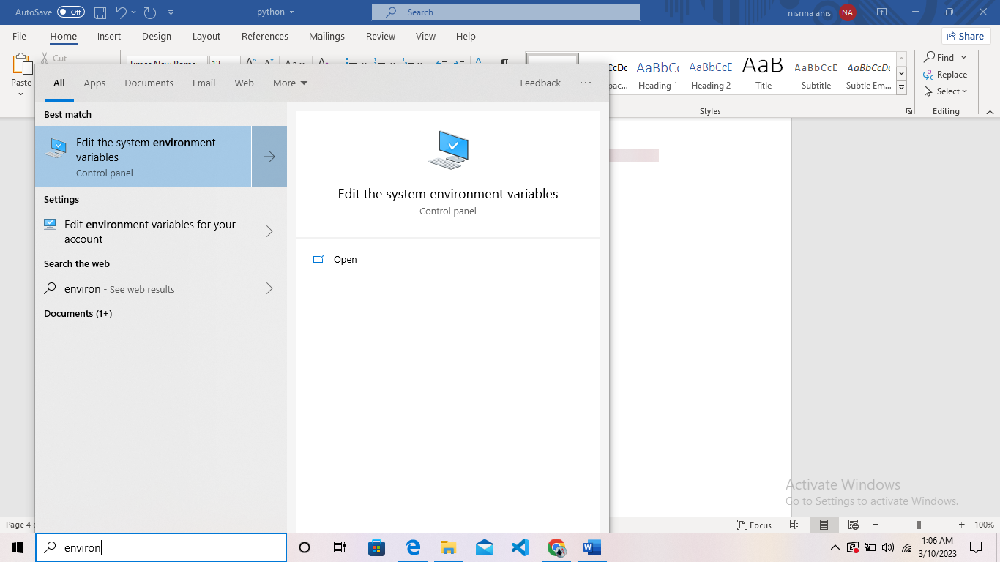 AutoSave Off
python
Search
nisrina anis NA
File Home Insert Design Layout References Mailings Review View Help
Share
Cut
Paste
Find
Replace
Select
Editing
AaBbCc AaBbCcD AaB AaBbCcD AaBbCcDc
Heading 1 Heading 2 Title Subtitle Subtle Em...
Styles
All Apps Documents Email Web More Feedback ...
Best match
Edit the system environment
variables
Control panel
Settings
Edit environment variables for your
account
Search the web
environ - See web results
Documents (1+)
Edit the system environment variables
Control panel
Open
Activate Windows
Go to Settings to activate Windows.
Page 4
Focus
100%
environ
1:06 AM
3/10/2023